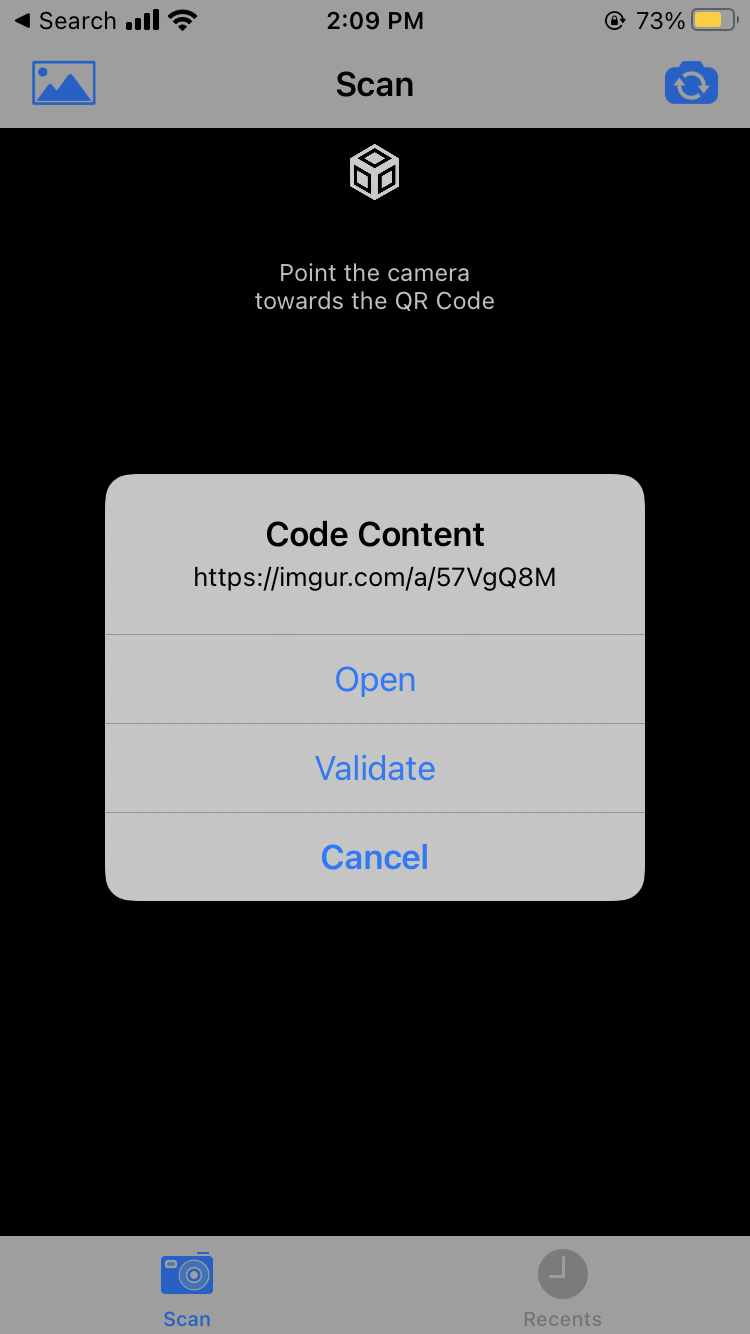 Search
2:09 PM
73%
Scan
Point the camera
towards the QR Code
Code Content
https://imgur.com/a/57VgQ8M
Open
Validate
Cancel
Scan
Recents